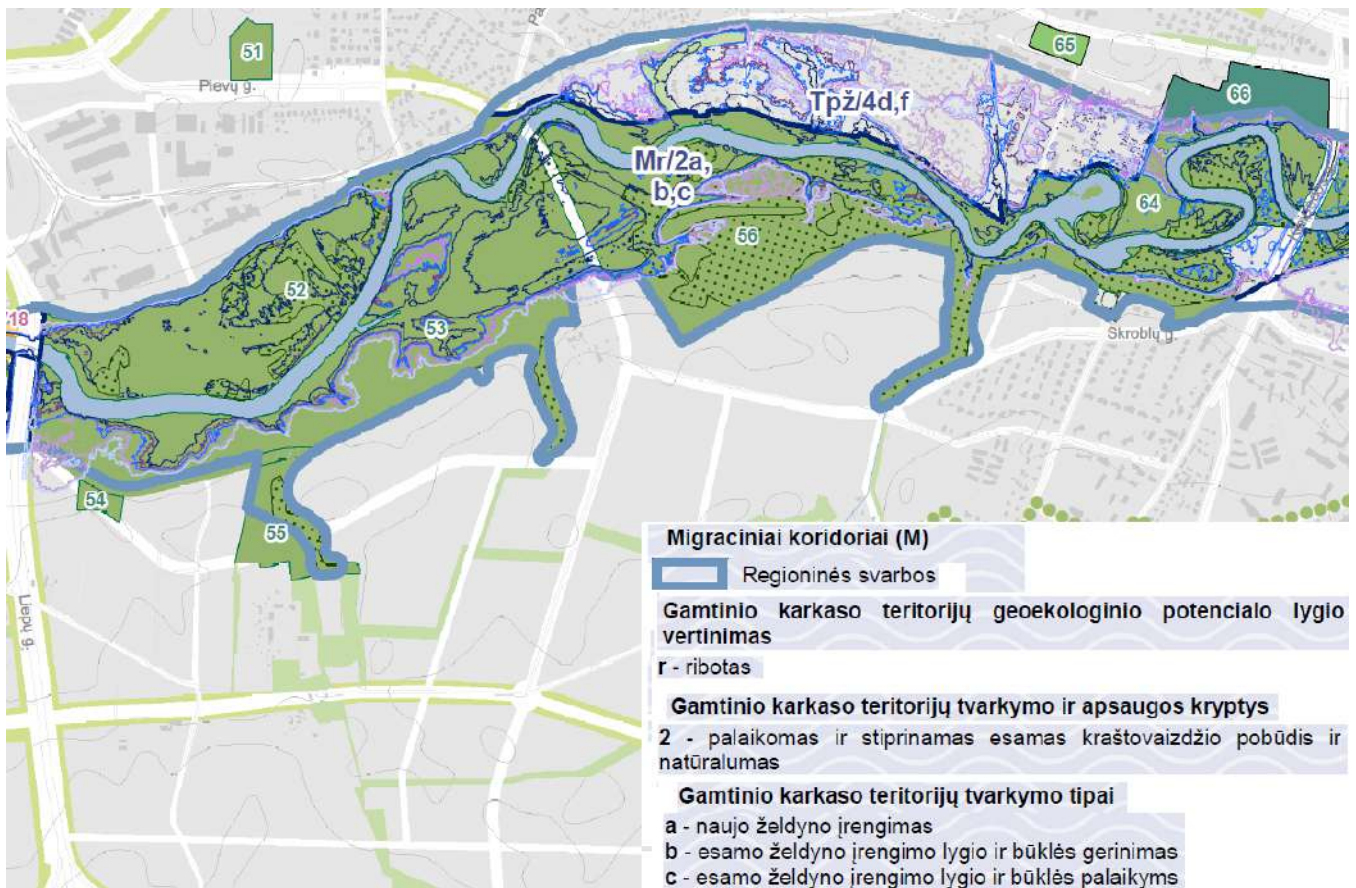 51
65
Pievų g.
66
Tpž/4d,f
Mr/2a,
b,c
64
56
52
18
53
Skroblų g.
54
55
Liepų g.
Migraciniai koridoriai (M)
Regioninės svarbos
Gamtinio karkaso teritorijų geoekologinio potencialo lygio
vertinimas
r - ribotas
Gamtinio karkaso teritorijų tvarkymo ir apsaugos kryptys
2 - palaikomas ir stiprinamas esamas kraštovaizdžio pobūdis ir
natūralumas
Gamtinio karkaso teritorijų tvarkymo tipai
a - naujo želdyno įrengimas
b - esamo želdyno įrengimo lygio ir būklės gerinimas
c - esamo želdyno įrengimo lygio ir būklės palaikyms